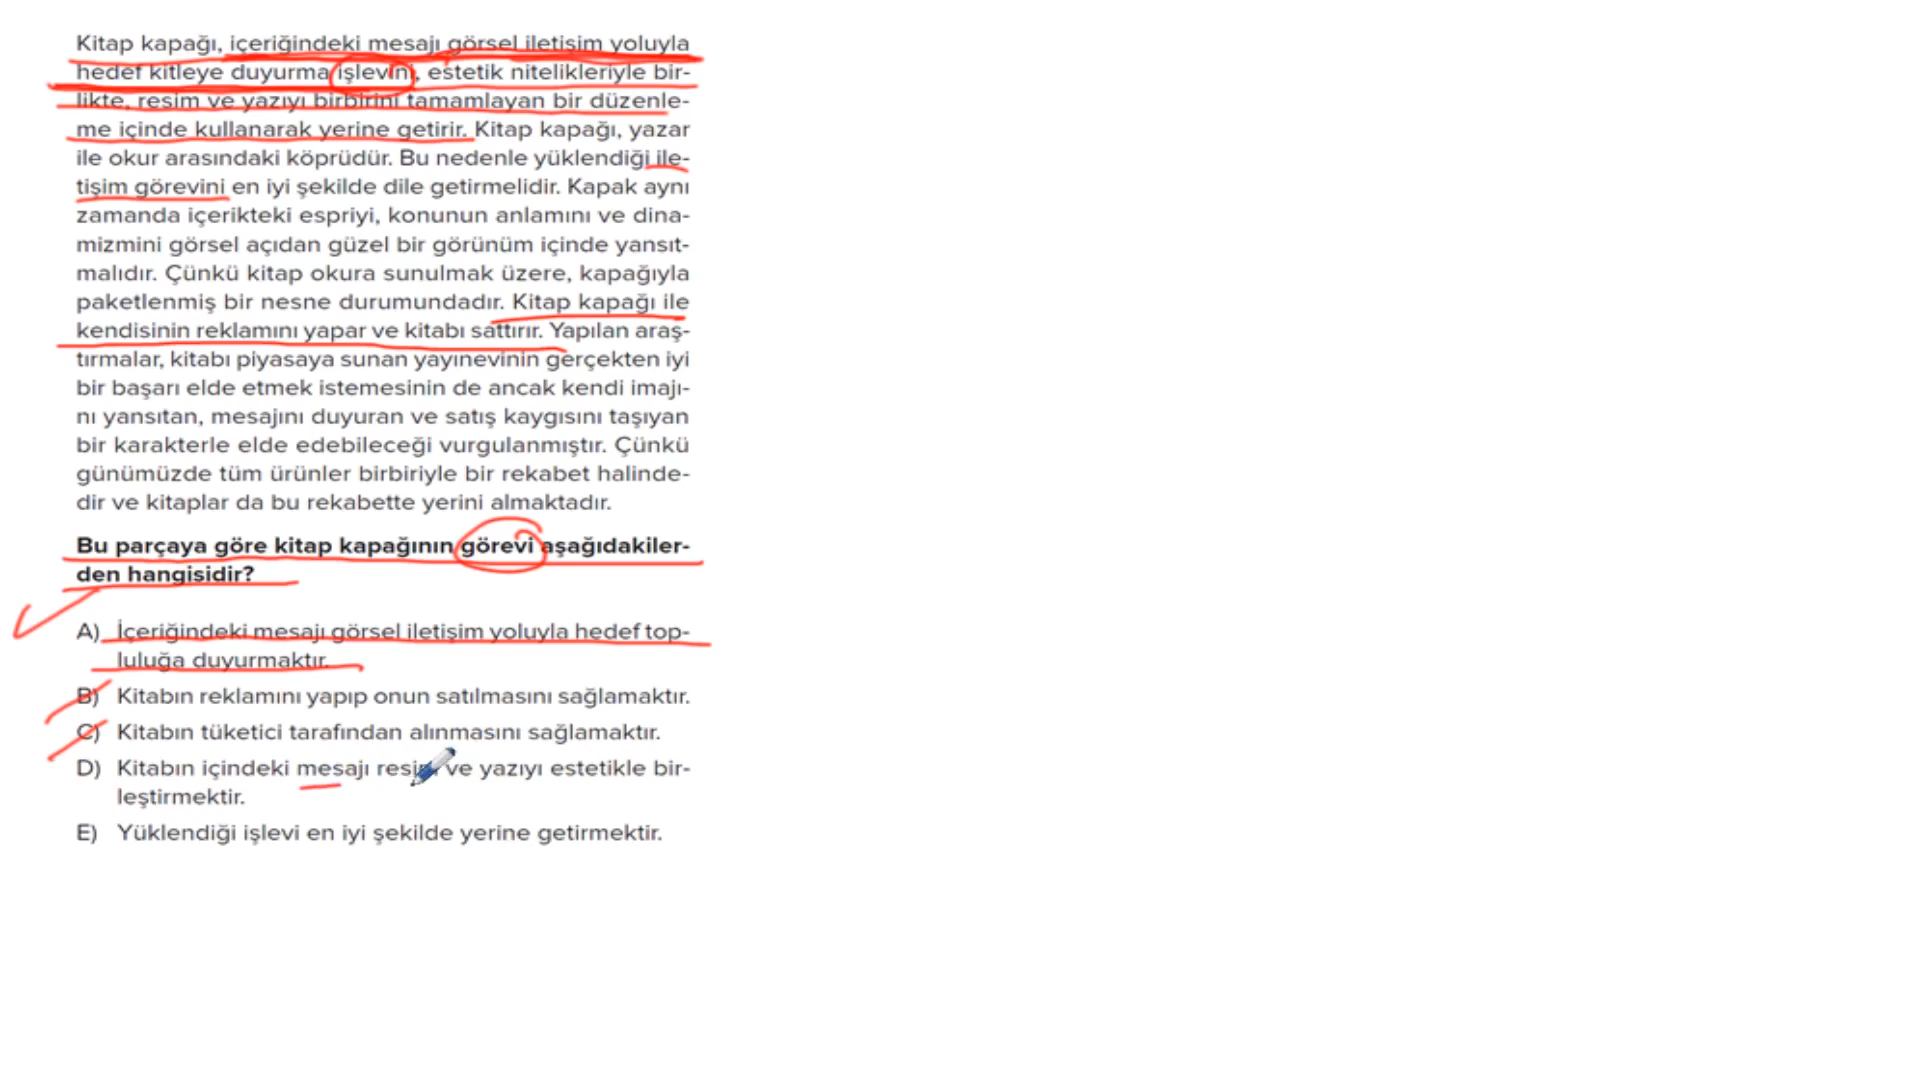 Kitap kapağı, içeriğindeki mesajı görsel iletişim yoluyla
hedef kitleye duyurma işlevini, estetik nitelikleriyle bir-
likte, resim ve yazıyı birbirini tamamlayan bir düzenle-
me içinde kullanarak yerine getirir. Kitap kapağı, yazar
ile okur arasındaki köprüdür. Bu nedenle yüklendiği ile-
tişim görevini en iyi şekilde dile getirmelidir. Kapak aynı
zamanda içerikteki espriyi, konunun anlamını ve dina-
mizmini görsel açıdan güzel bir görünüm içinde yansıt-
malıdır. Çünkü kitap okura sunulmak üzere, kapağıyla
paketlenmiş bir nesne durumundadır. Kitap kapağı ile
kendisinin reklamını yapar ve kitabı sattırır. Yapılan araş-
tırmalar, kitabı piyasaya sunan yayınevinin gerçekten iyi
bir başarı elde etmek istemesinin de ancak kendi imajı-
nı yansıtan, mesajını duyuran ve satış kaygısını taşıyan
bir karakterle elde edebileceği vurgulanmıştır. Çünkü
günümüzde tüm ürünler birbiriyle bir rekabet halinde-
dir ve kitaplar da bu rekabette yerini almaktadır.
Bu parçaya göre kitap kapağının görevi aşağıdakiler-
den hangisidir?
A) İçeriğindeki mesajı görsel iletişim yoluyla hedef top-
luluğa duyurmaktır.
B) Kitabın reklamını yapıp onun satılmasını sağlamaktır.
C) Kitabın tüketici tarafından alınmasını sağlamaktır.
D) Kitabın içindeki mesajı resim ve yazıyı estetikle bir-
leştirmektir.
E) Yüklendiği işlevi en iyi şekilde yerine getirmektir.